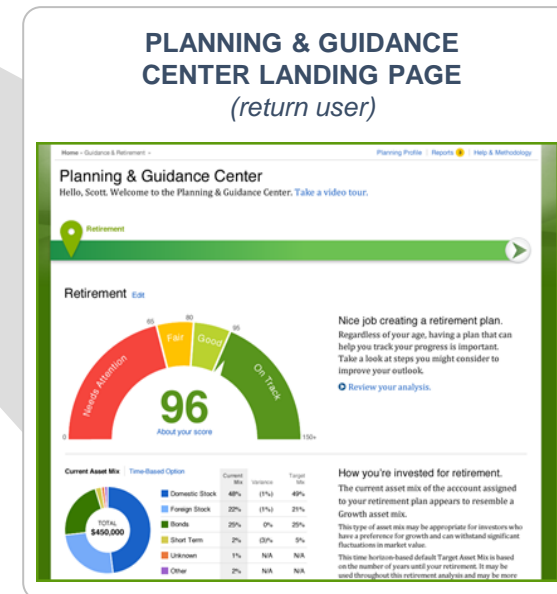 PLANNING & GUIDANCE
CENTER LANDING PAGE
(return user)
Home › Guidance & Retirement ›
Planning Profile | Reports | Help & Methodology
Planning & Guidance Center
Hello, Scott. Welcome to the Planning & Guidance Center. Take a video tour.
Retirement
Retirement Edit
0
65
80
95
150+
Needs Attention
Fair
Good
On Track
96
About your score
Nice job creating a retirement plan.
Regardless of your age, having a plan that can
help you track your progress is important.
Take a look at steps you might consider to
improve your outlook.
Review your analysis.
Current Asset Mix | Time-Based Option
TOTAL
$450,000
Current Mix Variance Target Mix
Domestic Stock 48% (1%) 49%
Foreign Stock 22% (1%) 21%
Bonds 25% 0% 25%
Short Term 2% (3)% 5%
Unknown 1% N/A N/A
Other 2% N/A N/A
How you're invested for retirement.
The current asset mix of the acccount assigned
to your retirement plan appears to resemble a
Growth asset mix.
This type of asset mix may be appropriate for investors who
have a preference for growth and can withstand significant
fluctuations in market value.
This time horizon-based default Target Asset Mix is based
on the number of years until your retirement. It may be
used throughout this retirement analysis and may be more